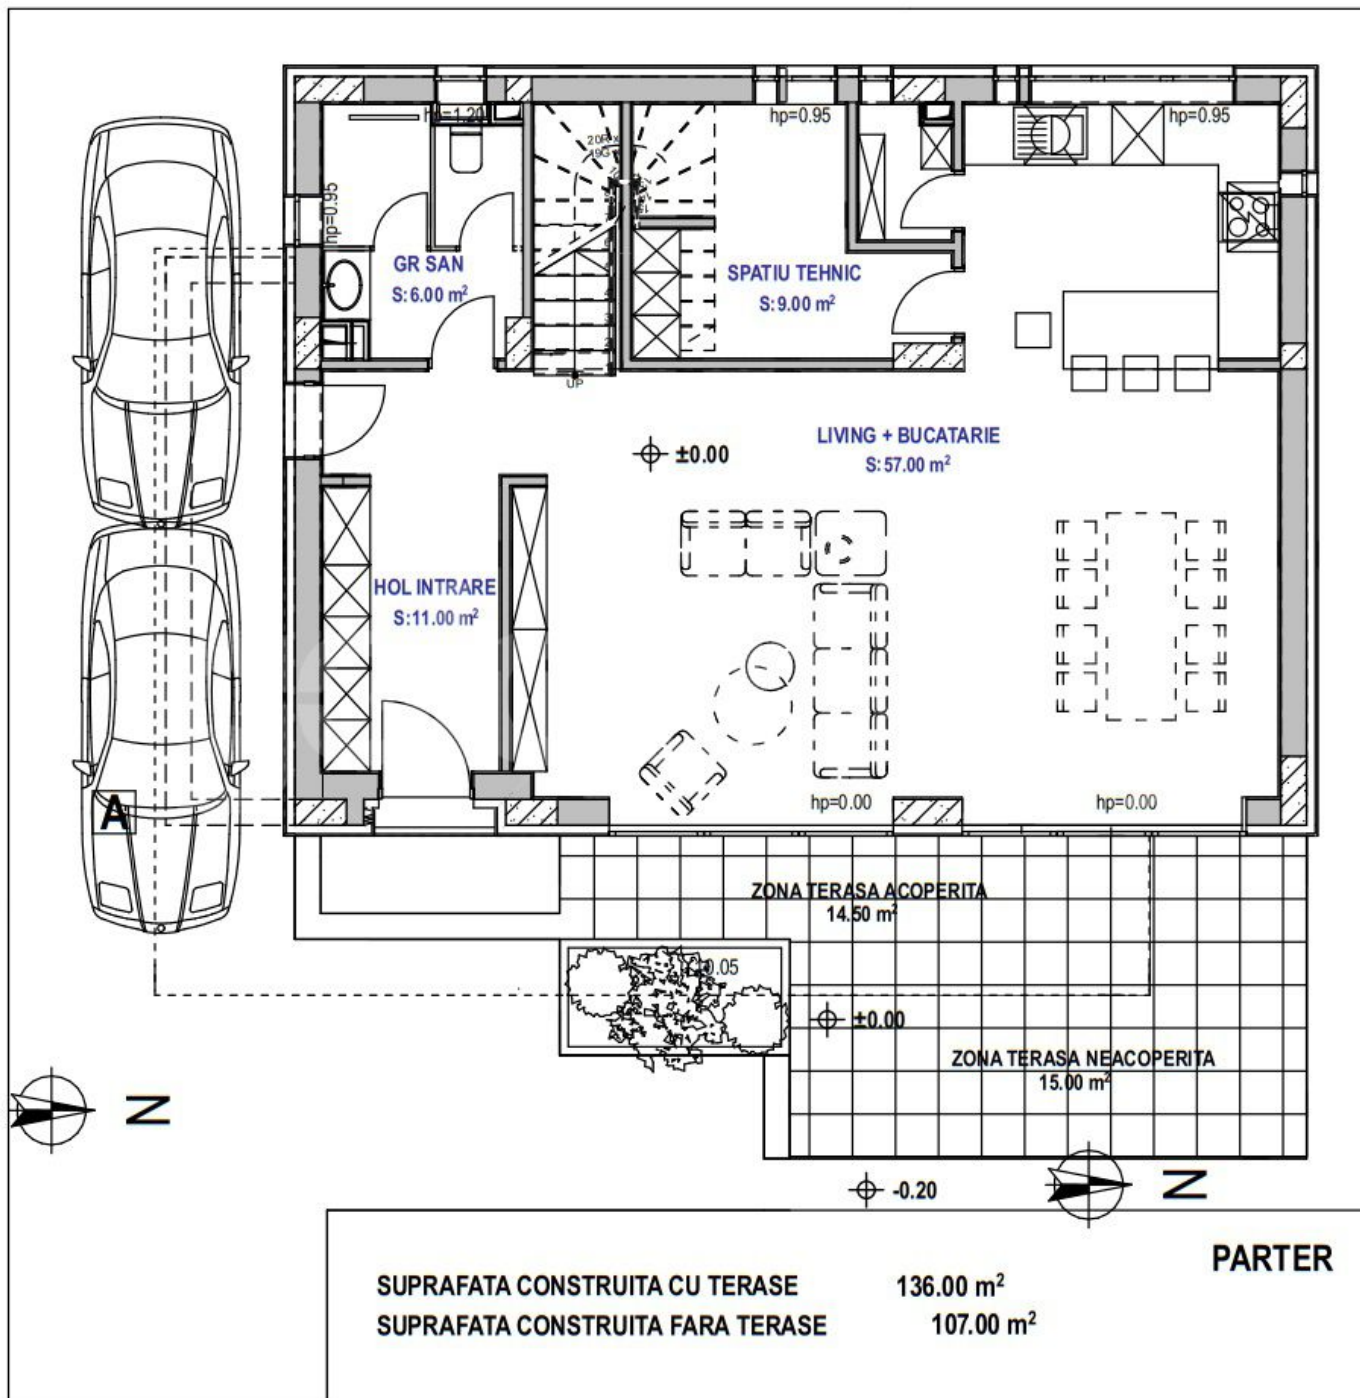 hp=1.20
hp=0.95
hp=0.95
hp=0.95
GR SAN
S:6.00 m²
SPATIU TEHNIC
S:9.00 m²
UP
LIVING + BUCATARIE
S:57.00 m²
±0.00
HOL INTRARE
S:11.00 m²
A
hp=0.00
hp=0.00
ZONA TERASA ACOPERITA
14.50 m²
±0.00
ZONA TERASA NEACOPERITA
15.00 m²
N
-0.20
N
PARTER
SUPRAFATA CONSTRUITA CU TERASE 136.00 m²
SUPRAFATA CONSTRUITA FARA TERASE 107.00 m²